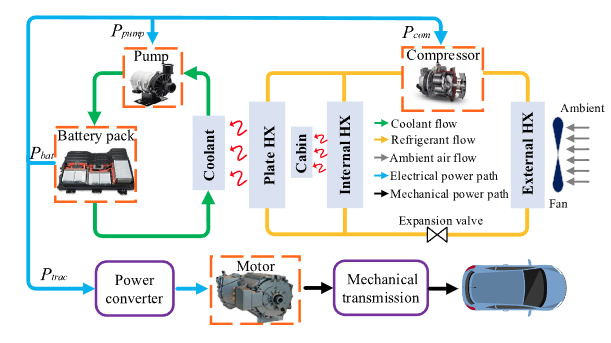 P_pump
P_com
Pump
Compressor
Battery pack
P_bat
Coolant
Plate HX
Cabin
Internal HX
Coolant flow
Refrigerant flow
Ambient air flow
Electrical power path
Mechanical power path
External HX
Ambient
Fan
Expansion valve
P_trac
Power
converter
Motor
Mechanical
transmission